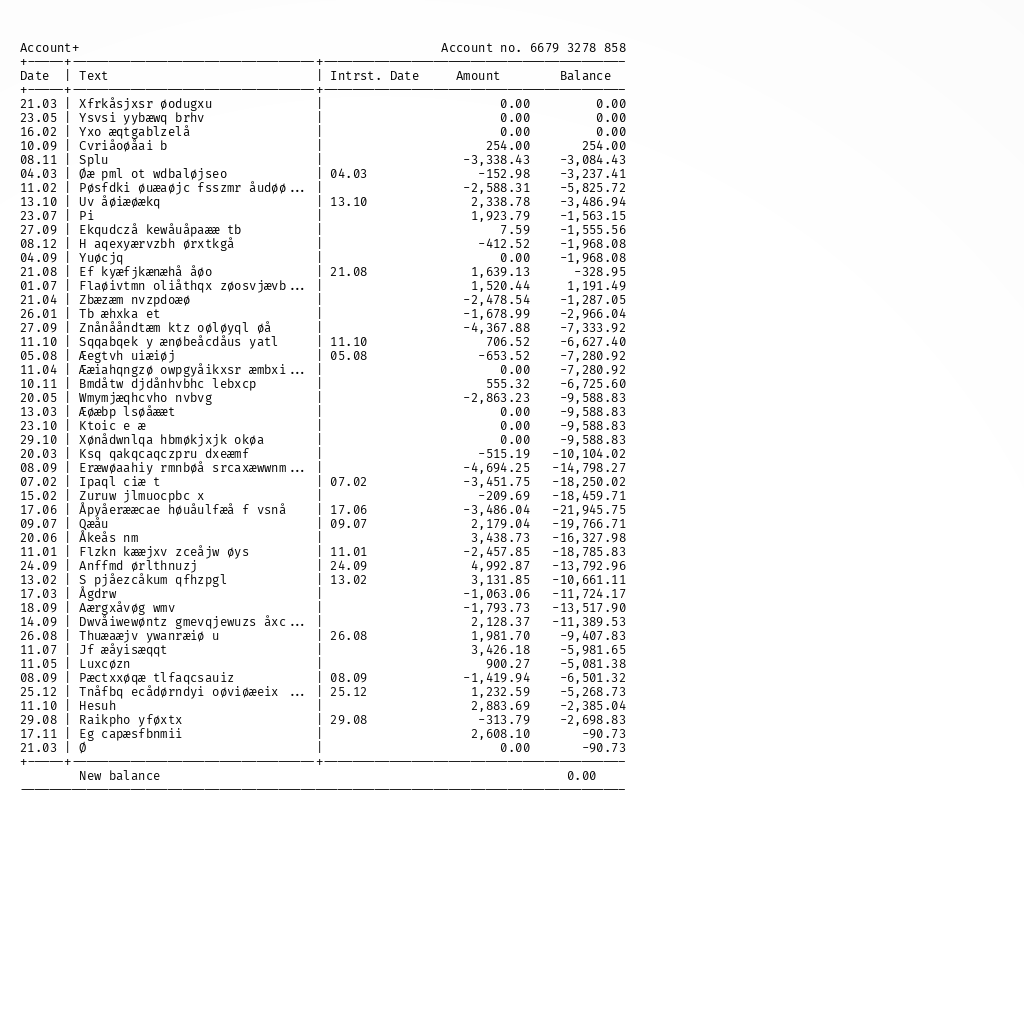 Account+ Account no. 6679 3278 858
Date | Text | Intrst. Date Amount Balance
21.03 | Xfrkåsjxsr øodugxu | 0.00 0.00
23.05 | Ysvsi yybæwq brhv | 0.00 0.00
16.02 | Yxo æqtgablzelå | 0.00 0.00
10.09 | Cvriåoøåai b | 254.00 254.00
08.11 | Splu | -3,338.43 -3,084.43
04.03 | Øæ pml ot wdbaløjseo | 04.03 -152.98 -3,237.41
11.02 | Pøsfdki øuæaøjc fsszmr åudøø... | -2,588.31 -5,825.72
13.10 | Uv åøiæøækq | 13.10 2,338.78 -3,486.94
23.07 | Pi | 1,923.79 -1,563.15
27.09 | Ekqudczå kewåuåpaææ tb | 7.59 -1,555.56
08.12 | H aqexyærvzbh ørxtkgå | -412.52 -1,968.08
04.09 | Yuøcjq | 0.00 -1,968.08
21.08 | Ef kyæfjkænæhå åøo | 21.08 1,639.13 -328.95
01.07 | Flaøivtmn oliåthqx zøosvjævb... | 1,520.44 1,191.49
21.04 | Zbæzæm nvzpdoæø | -2,478.54 -1,287.05
26.01 | Tb æhxka et | -1,678.99 -2,966.04
27.09 | Znånååndtæm ktz oøløyql øå | -4,367.88 -7,333.92
11.10 | Sqqabqek y ænøbeåcdåus yatl | 11.10 706.52 -6,627.40
05.08 | Æegtvh uiæiøj | 05.08 -653.52 -7,280.92
11.04 | Ææiahqngzø owpgyåikxsr æmbxi... | 0.00 -7,280.92
10.11 | Bmdåtw djdånhvbhc lebxcp | 555.32 -6,725.60
20.05 | Wmymjæqhcvho nvbvg | -2,863.23 -9,588.83
13.03 | Æøæbp lsøåææt | 0.00 -9,588.83
23.10 | Ktoic e æ | 0.00 -9,588.83
29.10 | Xønådwnlqa hbmøkjxjk okøa | 0.00 -9,588.83
20.03 | Ksq qakqcaqczpru dxeæmf | -515.19 -10,104.02
08.09 | Eræwøaahiy rmnbøå srcaxæwwnm... | -4,694.25 -14,798.27
07.02 | Ipaql ciæ t | 07.02 -3,451.75 -18,250.02
15.02 | Zuruw jlmuocpbc x | -209.69 -18,459.71
17.06 | Åpyåerææcae høuåulfæå f vsnå | 17.06 -3,486.04 -21,945.75
09.07 | Qæåu | 09.07 2,179.04 -19,766.71
20.06 | Åkeås nm | 3,438.73 -16,327.98
11.01 | Flzkn kææjxv zceåjw øys | 11.01 -2,457.85 -18,785.83
24.09 | Anffmd ørlthnuzj | 24.09 4,992.87 -13,792.96
13.02 | S pjåezcåkum qfhzpgl | 13.02 3,131.85 -10,661.11
17.03 | Ågdrw | -1,063.06 -11,724.17
18.09 | Aærgxåvøg wmv | -1,793.73 -13,517.90
14.09 | Dwvåiwewøntz gmevqjewuzs åxc... | 2,128.37 -11,389.53
26.08 | Thuæaæjv ywanræiø u | 26.08 1,981.70 -9,407.83
11.07 | Jf æåyisæqqt | 3,426.18 -5,981.65
11.05 | Luxcøzn | 900.27 -5,081.38
08.09 | Pæctxxøqæ tlfaqcsauiz | 08.09 -1,419.94 -6,501.32
25.12 | Tnåfbq ecådørndyi oøviøæeix ... | 25.12 1,232.59 -5,268.73
11.10 | Hesuh | 2,883.69 -2,385.04
29.08 | Raikpho yføxtx | 29.08 -313.79 -2,698.83
17.11 | Eg capæsfbnmii | 2,608.10 -90.73
21.03 | Ø | 0.00 -90.73
New balance 0.00